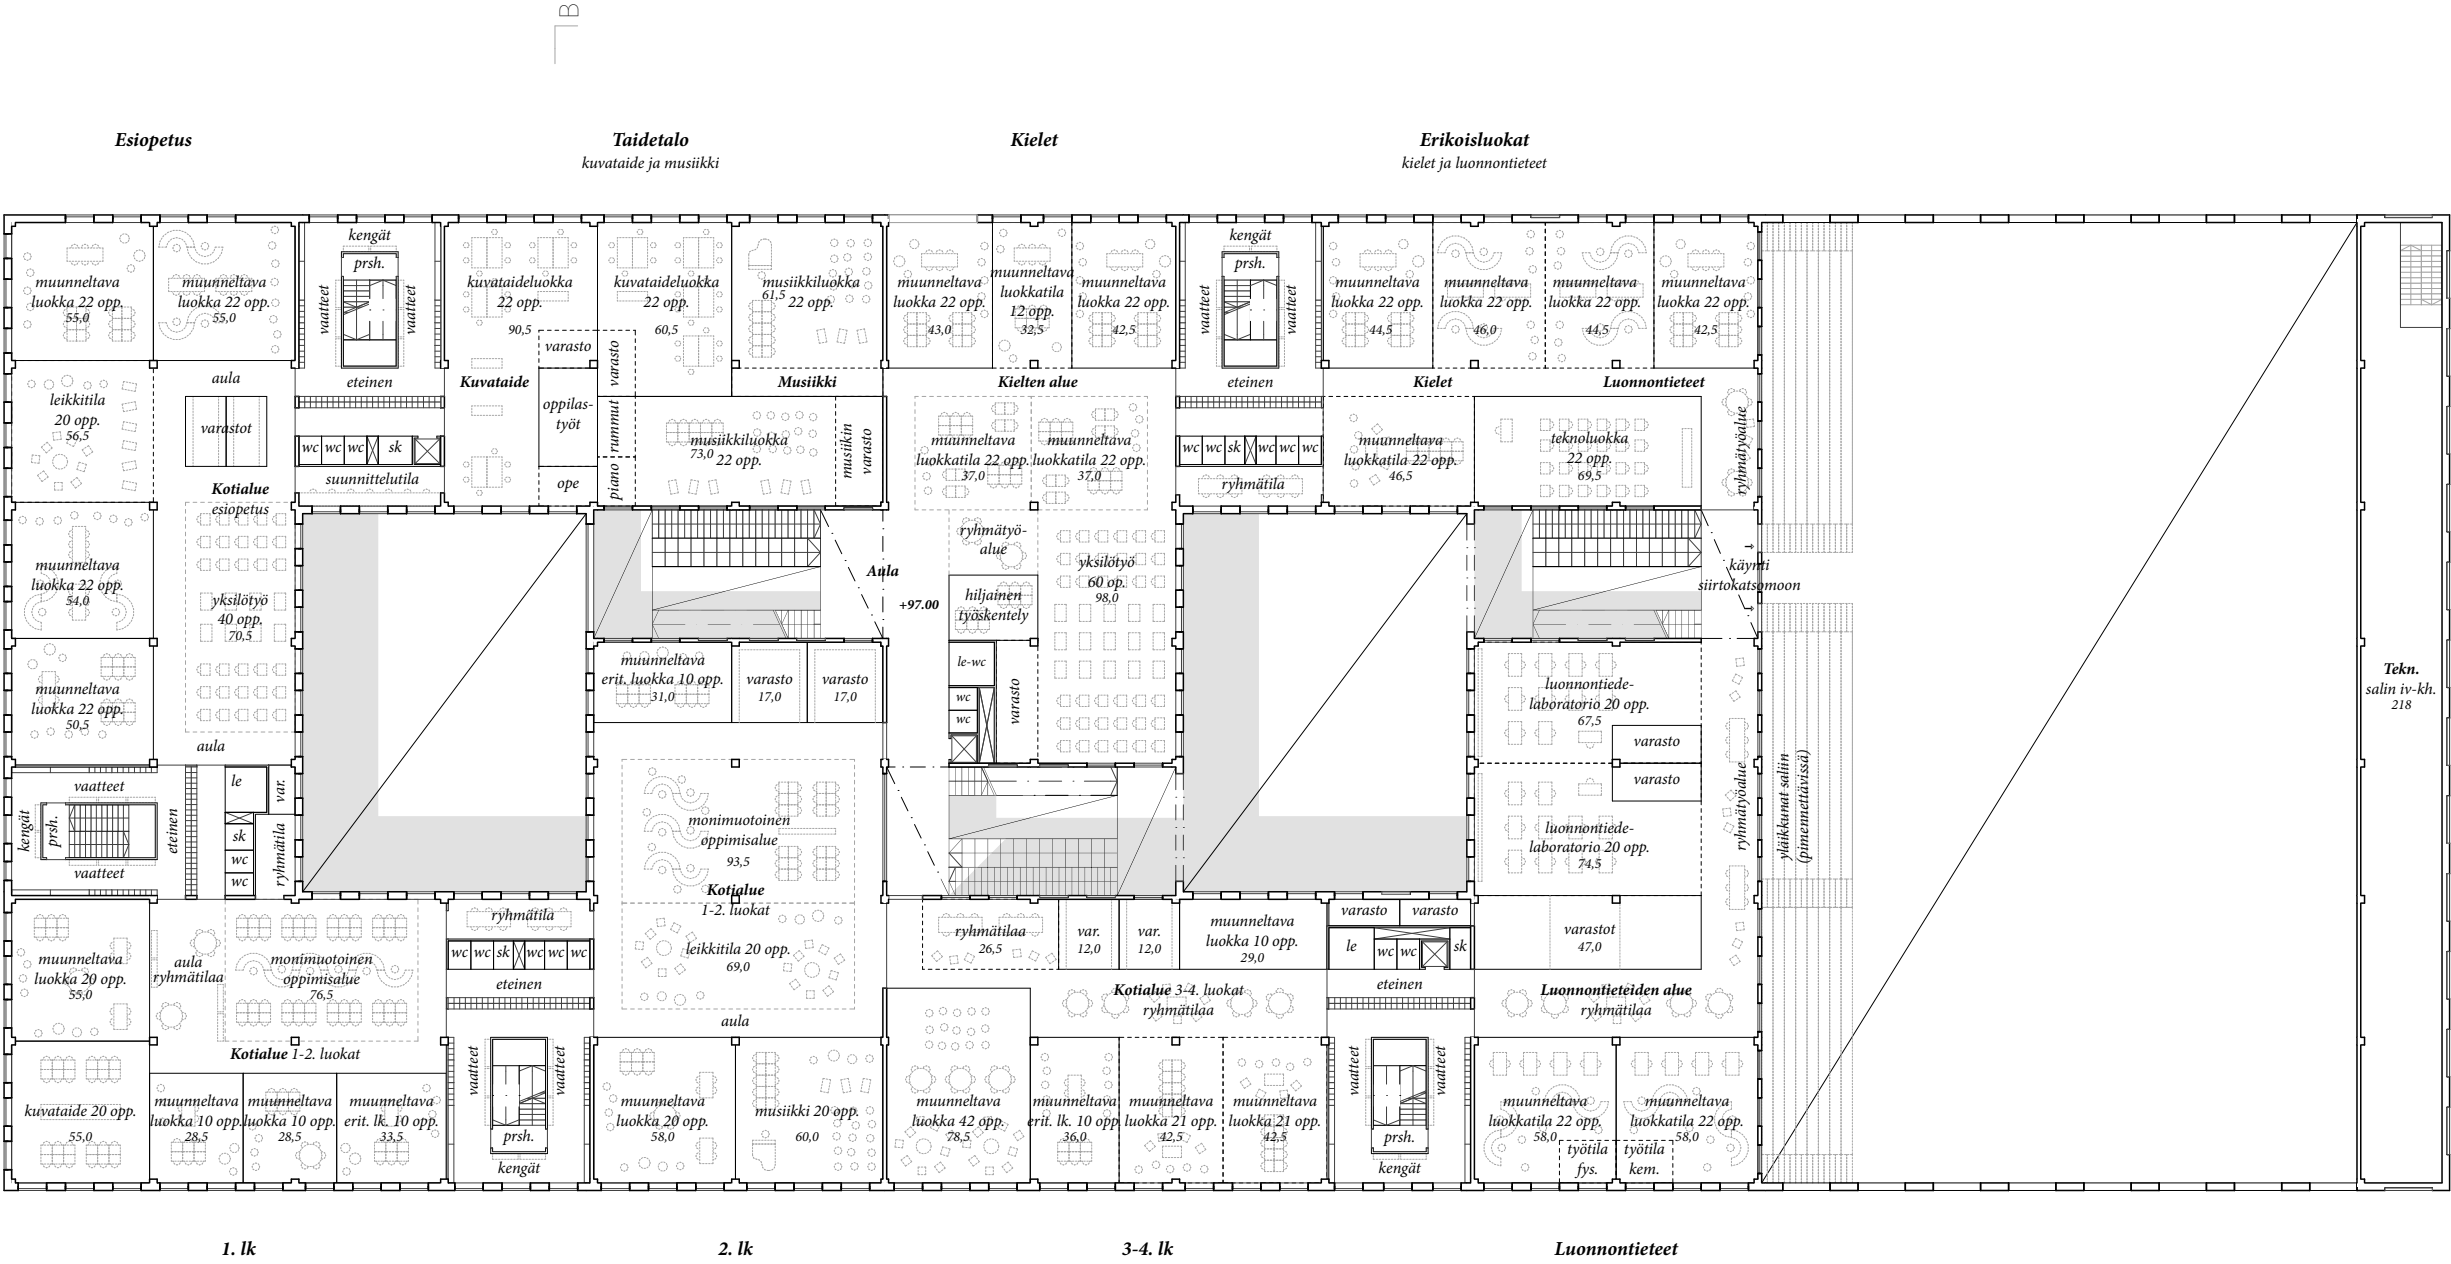 B
Esiopetus
Taidetalo
kuvataide ja musiikki
Kielet
Erikoisluokat
kielet ja luonnontieteet
muunneltava
luokka 22 opp.
55,0
muunneltava
luokka 22 opp.
55,0
kengät
prsh.
vaatteet
vaatteet
eteinen
kuvataideluokka
22 opp.
90,5
kuvataideluokka
22 opp.
60,5
musiikkiluokka
61,5
22 opp.
muunneltava
luokka 22 opp.
43,0
muunneltava
luokkatila
12 opp.
32,5
muunneltava
luokka 22 opp.
42,5
kengät
prsh.
vaatteet
vaatteet
eteinen
muunneltava
luokka 22 opp.
44,5
muunneltava
luokka 22 opp.
46,0
muunneltava
luokka 22 opp.
44,5
muunneltava
luokka 22 opp.
42,5
leikkitila
20 opp.
56,5
aula
varastot
Kotialue
esiopetus
wc
wc
wc
sk
suunnittelutila
Kuvataide
varasto
varasto
oppilas-
työt
ope
rummut
piano
Musiikki
musiikkiluokka
73,0
22 opp.
musiikin
varasto
Kielten alue
muunneltava
luokkatila 22 opp.
37,0
muunneltava
luokkatila 22 opp.
37,0
wc
wc
sk
wc
wc
wc
ryhmätila
Kielet
muunneltava
luokkatila 22 opp.
46,5
Luonnontieteet
teknoluokka
22 opp.
69,5
ryhmätyöalue
muunneltava
luokka 22 opp.
54,0
yksilötyö
40 opp.
70,5
muunneltava
luokka 22 opp.
50,5
aula
Aula
+97.00
ryhmätyö-
alue
hiljainen
työskentely
yksilötyö
60 op.
98,0
le-wc
wc
wc
varasto
käynti
siirtokatsomoon
muunneltava
erit. luokka 10 opp.
31,0
varasto
17,0
varasto
17,0
luonnontiede-
laboratorio 20 opp.
67,5
varasto
varasto
luonnontiede-
laboratorio 20 opp.
74,5
ryhmätyöalue
yläikkunat saliin
(pimennettävissä)
Tekn.
salin iv-kh.
218
vaatteet
kengät
prsh.
vaatteet
eteinen
le
var.
sk
wc
wc
ryhmätila
monimuotoinen
oppimisalue
93,5
Kotialue
1-2. luokat
leikkitila 20 opp.
69,0
aula
muunneltava
luokka 20 opp.
55,0
aula
ryhmätilaa
monimuotoinen
oppimisalue
76,5
Kotialue 1-2. luokat
ryhmätila
wc
wc
sk
wc
wc
wc
eteinen
ryhmätilaa
26,5
var.
12,0
var.
12,0
muunneltava
luokka 10 opp.
29,0
varasto
varasto
le
wc
wc
sk
eteinen
varastot
47,0
Kotialue 3-4. luokat
ryhmätilaa
Luonnontieteiden alue
ryhmätilaa
kuvataide 20 opp.
55,0
muunneltava
luokka 10 opp.
28,5
muunneltava
luokka 10 opp.
28,5
muunneltava
erit. lk. 10 opp.
33,5
vaatteet
vaatteet
prsh.
kengät
muunneltava
luokka 20 opp.
58,0
musiikki 20 opp.
60,0
muunneltava
luokka 42 opp.
78,5
muunneltava
erit. lk. 10 opp.
36,0
muunneltava
luokka 21 opp.
42,5
muunneltava
luokka 21 opp.
42,5
vaatteet
vaatteet
prsh.
kengät
muunneltava
luokkatila 22 opp.
58,0
muunneltava
luokkatila 22 opp.
58,0
työtila
fys.
työtila
kem.
1. lk
2. lk
3-4. lk
Luonnontieteet